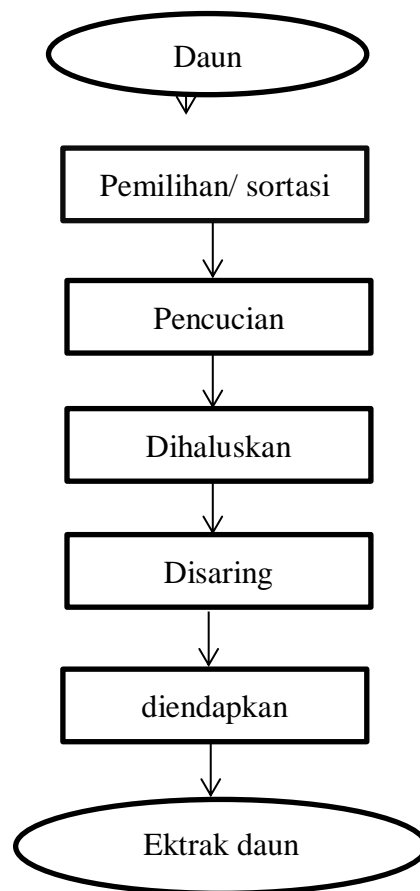 Daun
Pemilihan/ sortasi
Pencucian
Dihaluskan
Disaring
diendapkan
Ektrak daun